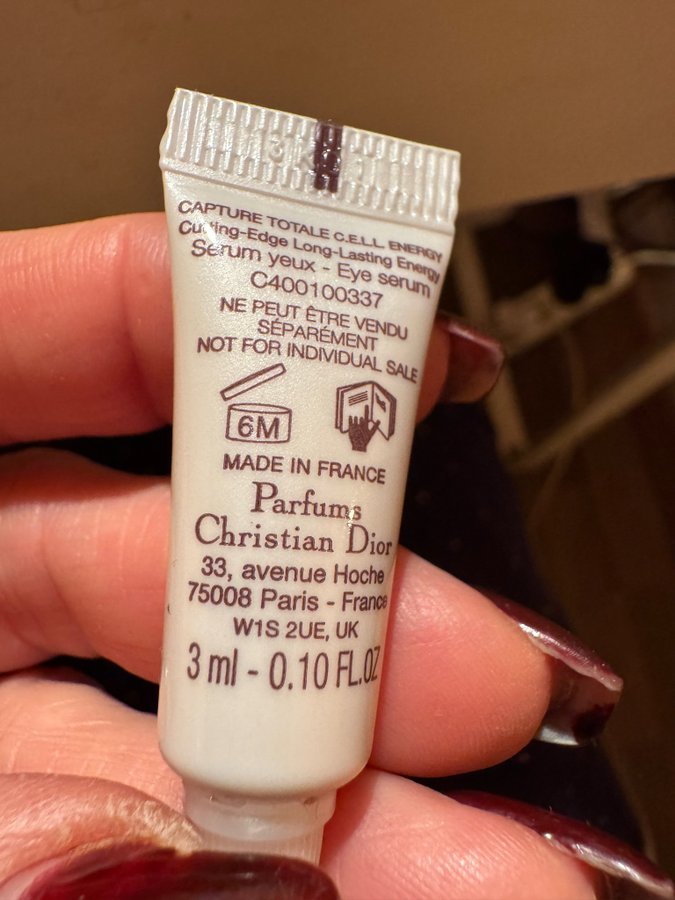 CAPTURE TOTALE C.E.L.L. ENERGY
Cutting-Edge Long-Lasting Energy
Sérum yeux - Eye serum
C400100337
NE PEUT ÊTRE VENDU
SÉPARÉMENT
NOT FOR INDIVIDUAL SALE
6M
MADE IN FRANCE
Parfums
Christian Dior
33, avenue Hoche
75008 Paris - France
W1S 2UE, UK
3 ml - 0.10 FL.OZ